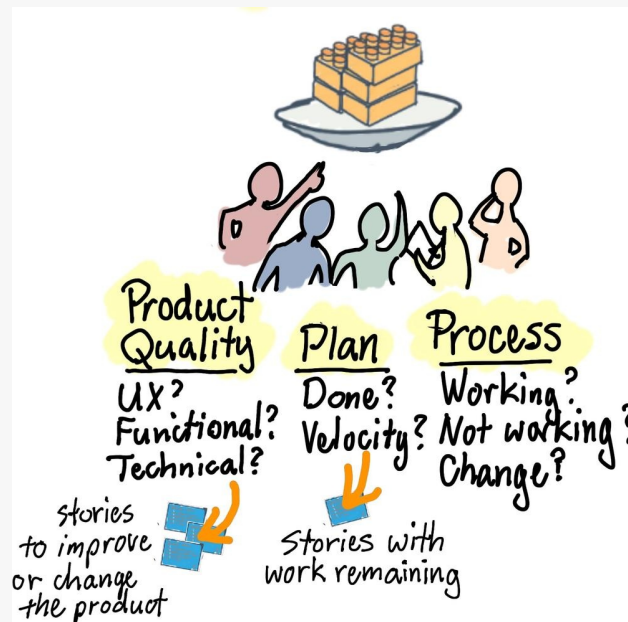 Product
Quality
UX?
Functional?
Technical?
stories
to improve
or change
the product
Plan
Done?
Velocity?
Stories with
work remaining
Process
Working?
Not working?
Change?